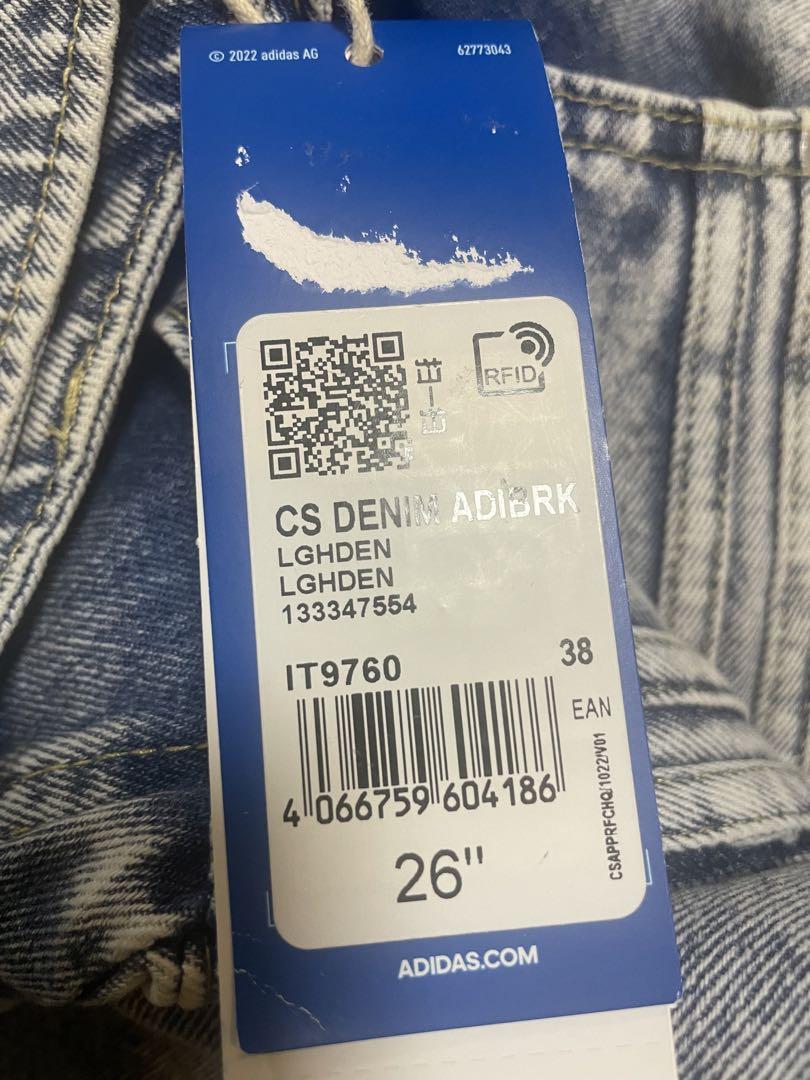 © 2022 adidas AG
62773043
RFID
CS DENIM ADIBRK
LGHDEN
LGHDEN
133347554
IT9760
38
EAN
4 066759 604186
CSAPPRFCHQ/1022/V01
26"
ADIDAS.COM